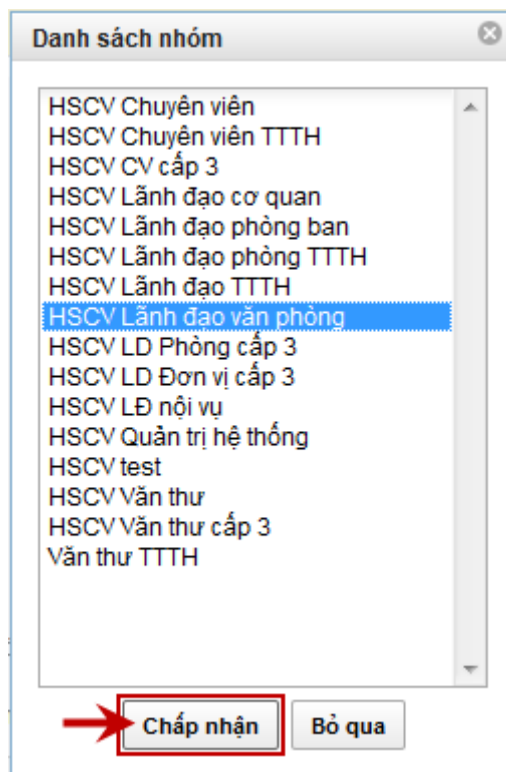 Danh sách nhóm
HSCV Chuyên viên
HSCV Chuyên viên TTTH
HSCV CV cấp 3
HSCV Lãnh đạo cơ quan
HSCV Lãnh đạo phòng ban
HSCV Lãnh đạo phòng TTTH
HSCV Lãnh đạo TTTH
HSCV Lãnh đạo văn phòng
HSCV LD Phòng cấp 3
HSCV LD Đơn vị cấp 3
HSCV LĐ nội vụ
HSCV Quản trị hệ thống
HSCV test
HSCV Văn thư
HSCV Văn thư cấp 3
Văn thư TTTH
Chấp nhận Bỏ qua